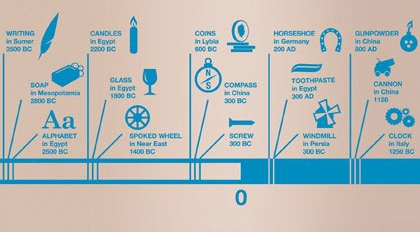 WRITING
in Sumer
3500 BC
SOAP
in Mesopotamia
2800 BC
Aa
ALPHABET
in Egypt
2500 BC
CANDLES
in Egypt
2200 BC
GLASS
in Egypt
1800 BC
SPOKED WHEEL
in Near East
1400 BC
COINS
in Lybia
600 BC
N
S
COMPASS
in China
300 BC
SCREW
300 BC
HORSESHOE
in Germany
200 AD
TOOTHPASTE
in Egypt
300 AD
WINDMILL
in Persia
300 BC
GUNPOWDER
in China
800 AD
CANNON
in China
1128
CLOCK
in Italy
1250 BC
0